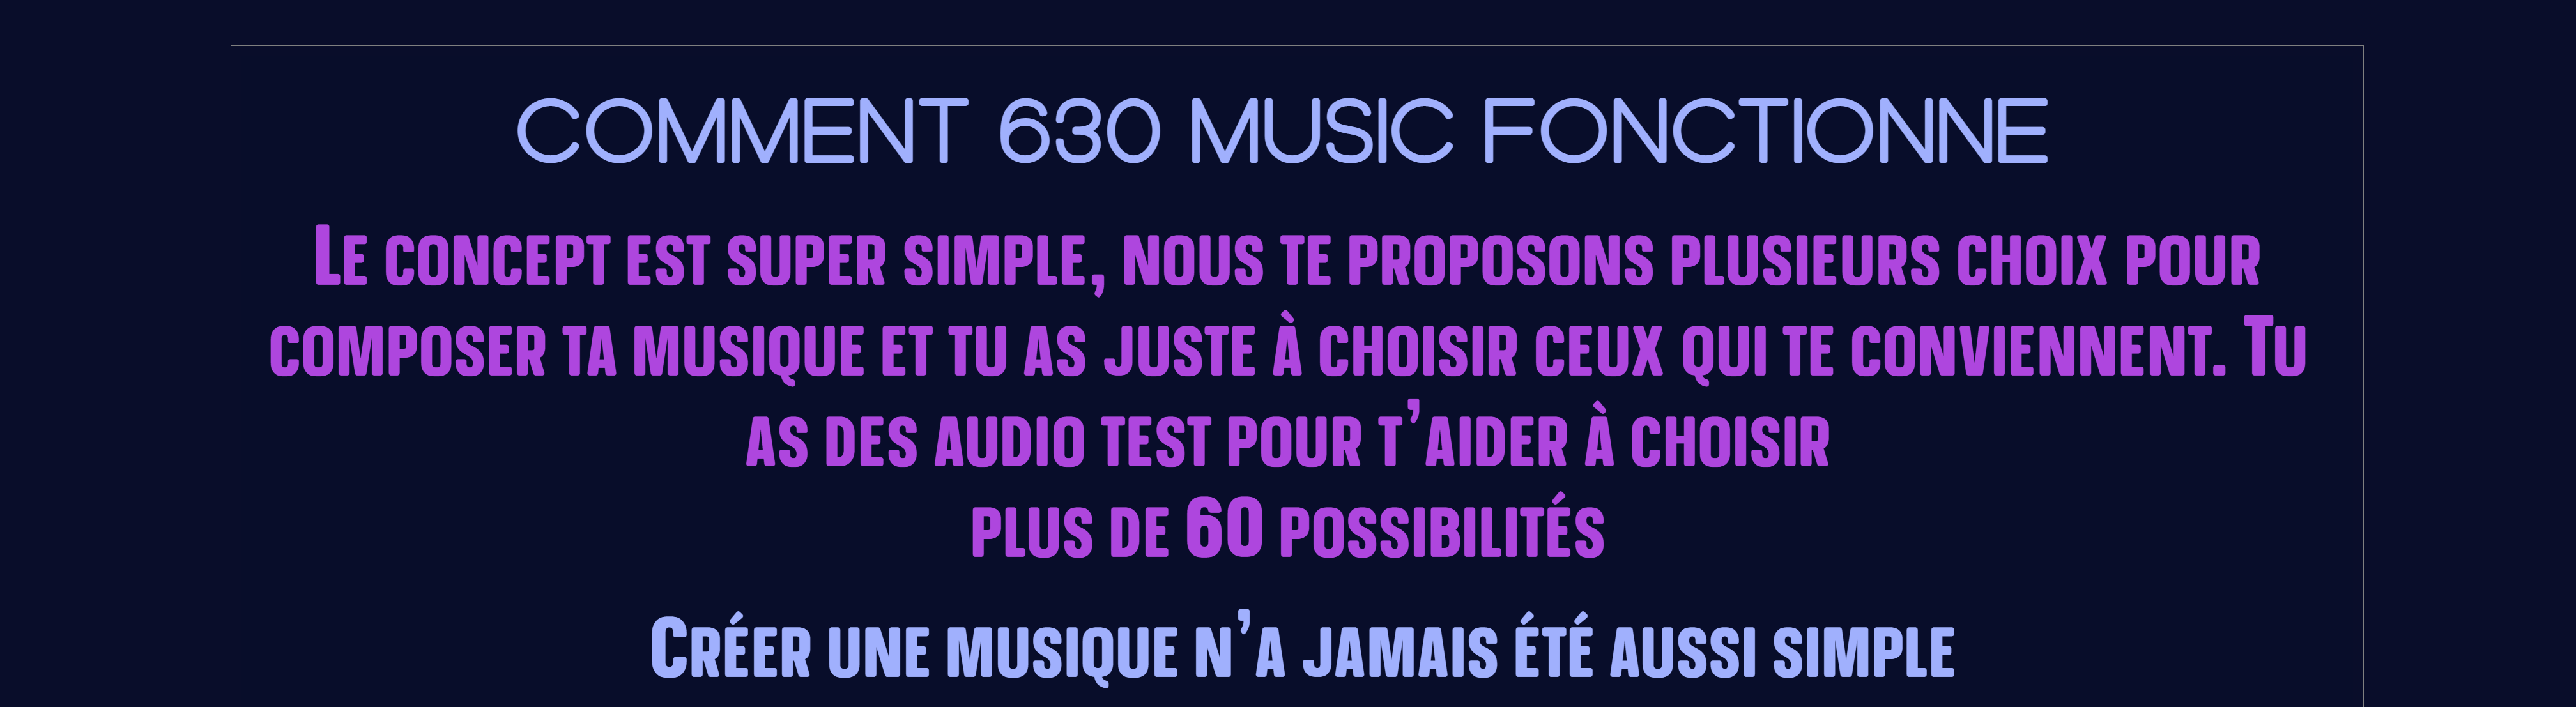 COMMENT 630 MUSIC FONCTIONNE
Le concept est super simple, nous te proposons plusieurs choix pour
composer ta musique et tu as juste à choisir ceux qui te conviennent. Tu
as des audio test pour t’aider à choisir
plus de 60 possibilités
Créer une musique n’a jamais été aussi simple